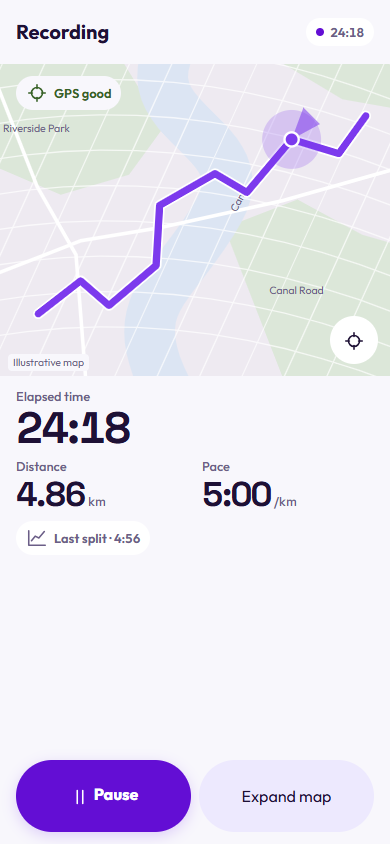 Recording
24:18
GPS good
Riverside Park
Canal Road
Illustrative map
Elapsed time
24:18
Distance
Pace
4.86 km
5:00 /km
Last split · 4:56
Pause
Expand map